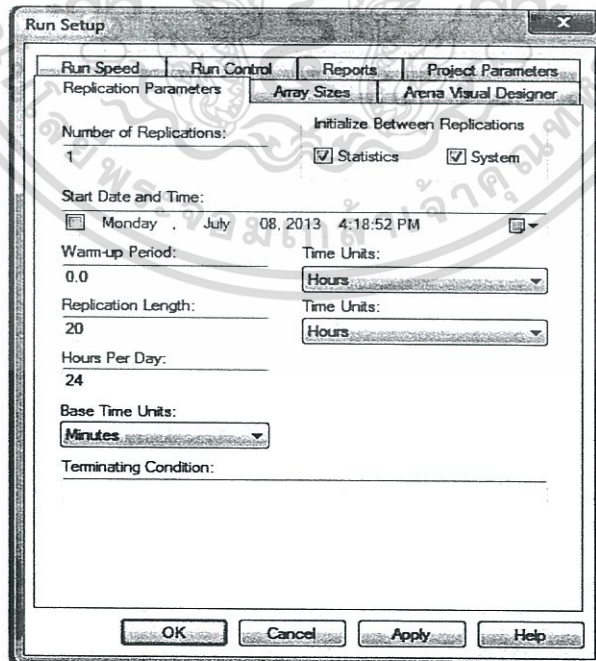 Run Setup
Run Speed Run Control Reports Project Parameters
Replication Parameters Array Sizes Arena Visual Designer
Number of Replications:
1
Initialize Between Replications
Statistics System
Start Date and Time:
Monday , July 08, 2013 4:18:52 PM
Warm-up Period: Time Units:
0.0 Hours
Replication Length: Time Units:
20 Hours
Hours Per Day:
24
Base Time Units:
Minutes
Terminating Condition:
OK Cancel Apply Help